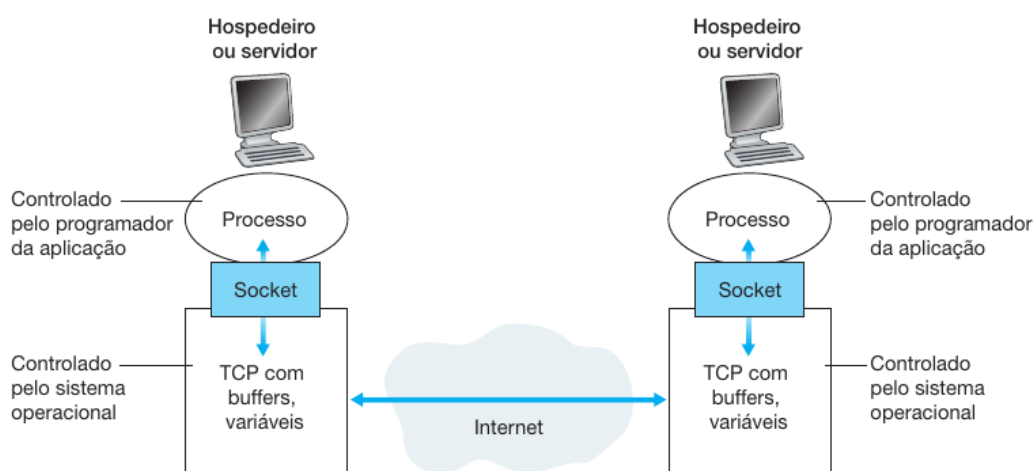 Hospedeiro
ou servidor
Hospedeiro
ou servidor
Controlado
pelo programador
da aplicação
Processo
Processo
Controlado
pelo programador
da aplicação
Socket
Socket
Controlado
pelo sistema
operacional
TCP com
buffers,
variáveis
Internet
TCP com
buffers,
variáveis
Controlado
pelo sistema
operacional